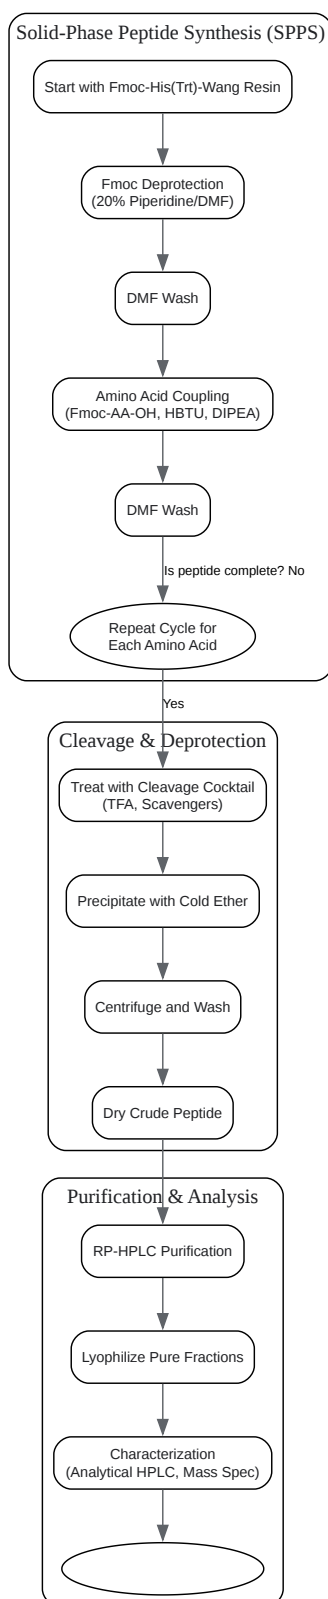 Solid-Phase Peptide Synthesis (SPPS)
Start with Fmoc-His(Trt)-Wang Resin
Fmoc Deprotection
(20% Piperidine/DMF)
DMF Wash
Amino Acid Coupling
(Fmoc-AA-OH, HBTU, DIPEA)
DMF Wash
Is peptide complete? No
Repeat Cycle for
Each Amino Acid
Yes
Cleavage & Deprotection
Treat with Cleavage Cocktail
(TFA, Scavengers)
Precipitate with Cold Ether
Centrifuge and Wash
Dry Crude Peptide
Purification & Analysis
RP-HPLC Purification
Lyophilize Pure Fractions
Characterization
(Analytical HPLC, Mass Spec)